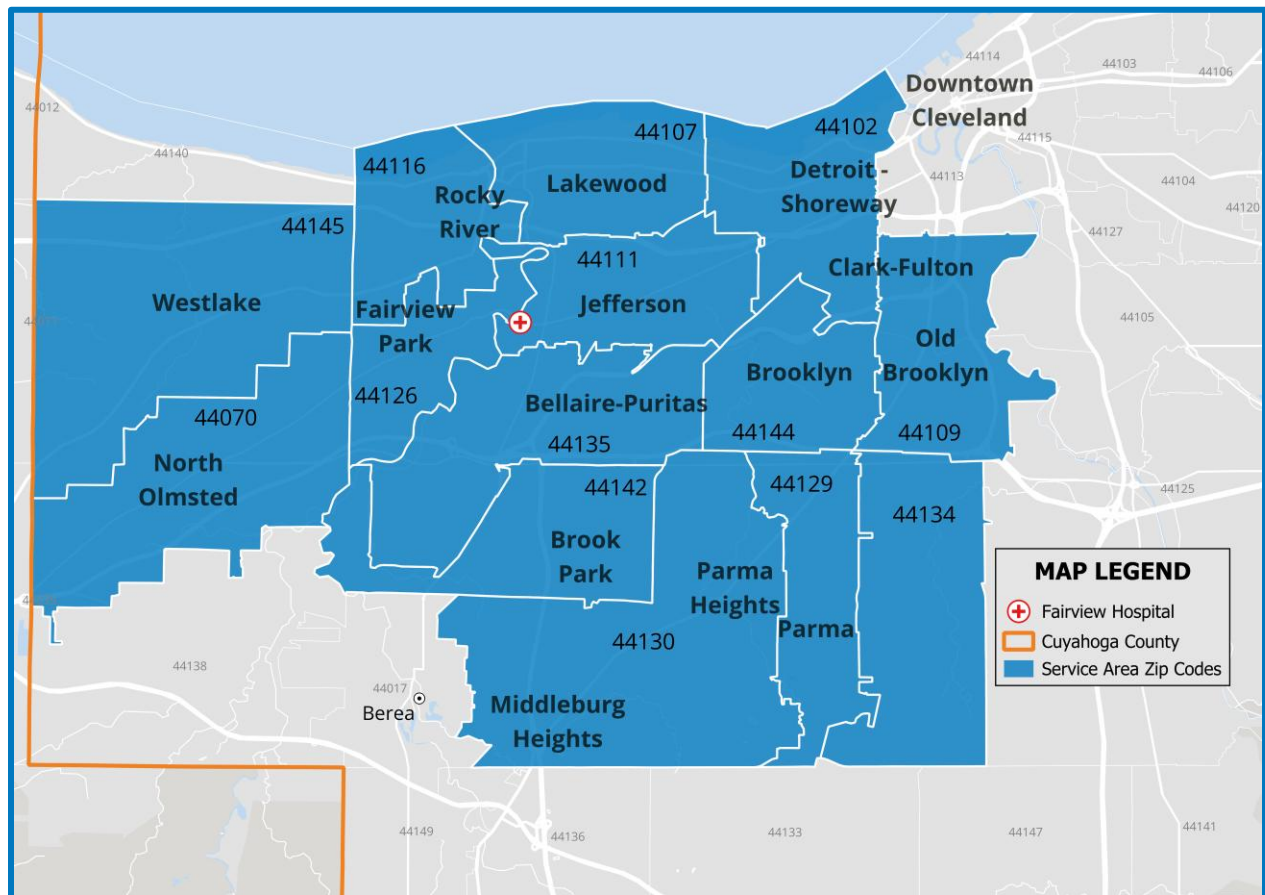 44114
44103
44106
Downtown
Cleveland
44012
44107
44102
44115
44140
44116
44113
44104
Rocky
River
Lakewood
Detroit -
Shoreway
44120
44145
44127
44111
Clark-Fulton
Westlake
Jefferson
Fairview
Park
44105
Old
Brooklyn
Brooklyn
44070
44126
Bellaire-Puritas
44135
44144
44109
North
Olmsted
44142
44129
44125
44134
Brook
Park
Parma
Heights
MAP LEGEND
Fairview Hospital
Cuyahoga County
Service Area Zip Codes
Parma
44130
44138
44017
Berea
Middleburg
Heights
44149
44136
44133
44147
44141